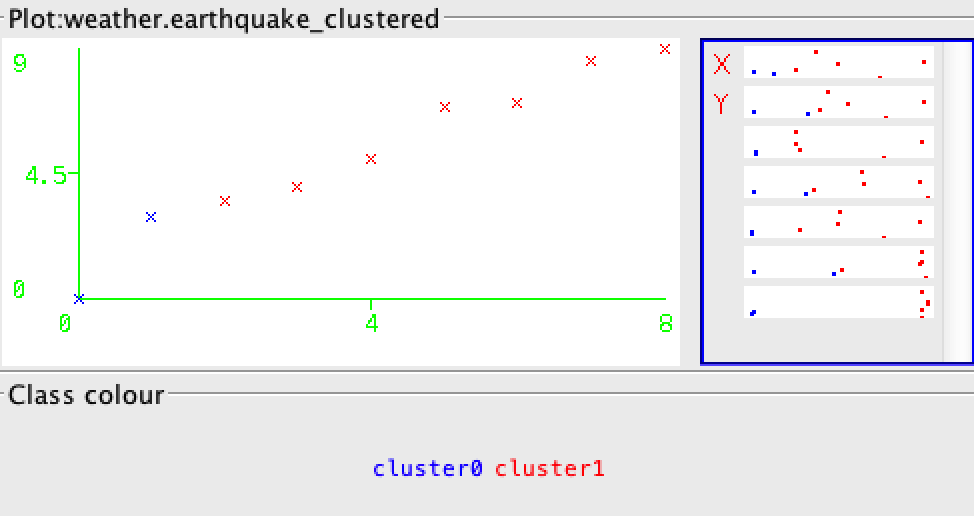 Plot:weather.earthquake_clustered
9
X
Y
4.5
0
0 4 8
Class colour
cluster0 cluster1